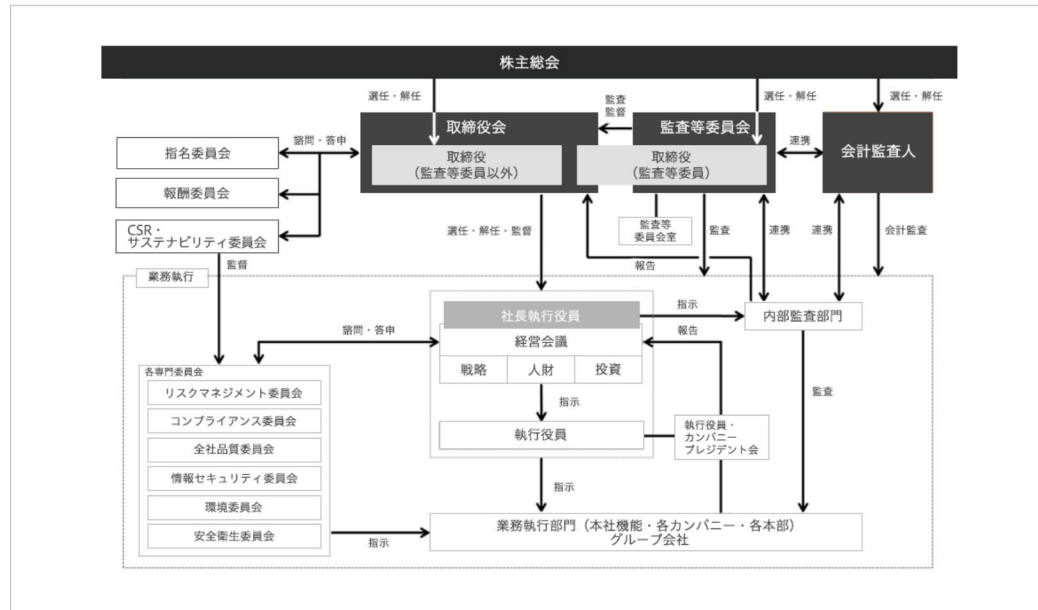 株主総会
選任・解任
選任・解任
選任・解任
監査
監督
取締役会
監査等委員会
会計監査人
諮問・答申
連携
指名委員会
取締役
（監査等委員以外）
取締役
（監査等委員）
報酬委員会
CSR・
サステナビリティ委員会
選任・解任・監督
監査等
委員会室
監査
連携
連携
会計監査
監督
報告
業務執行
社長執行役員
指示
内部監査部門
諮問・答申
経営会議
報告
戦略
人財
投資
各専門委員会
リスクマネジメント委員会
指示
監査
コンプライアンス委員会
執行役員
執行役員・
カンパニー
プレジデント会
全社品質委員会
情報セキュリティ委員会
指示
環境委員会
安全衛生委員会
指示
業務執行部門（本社機能・各カンパニー・各本部）
グループ会社